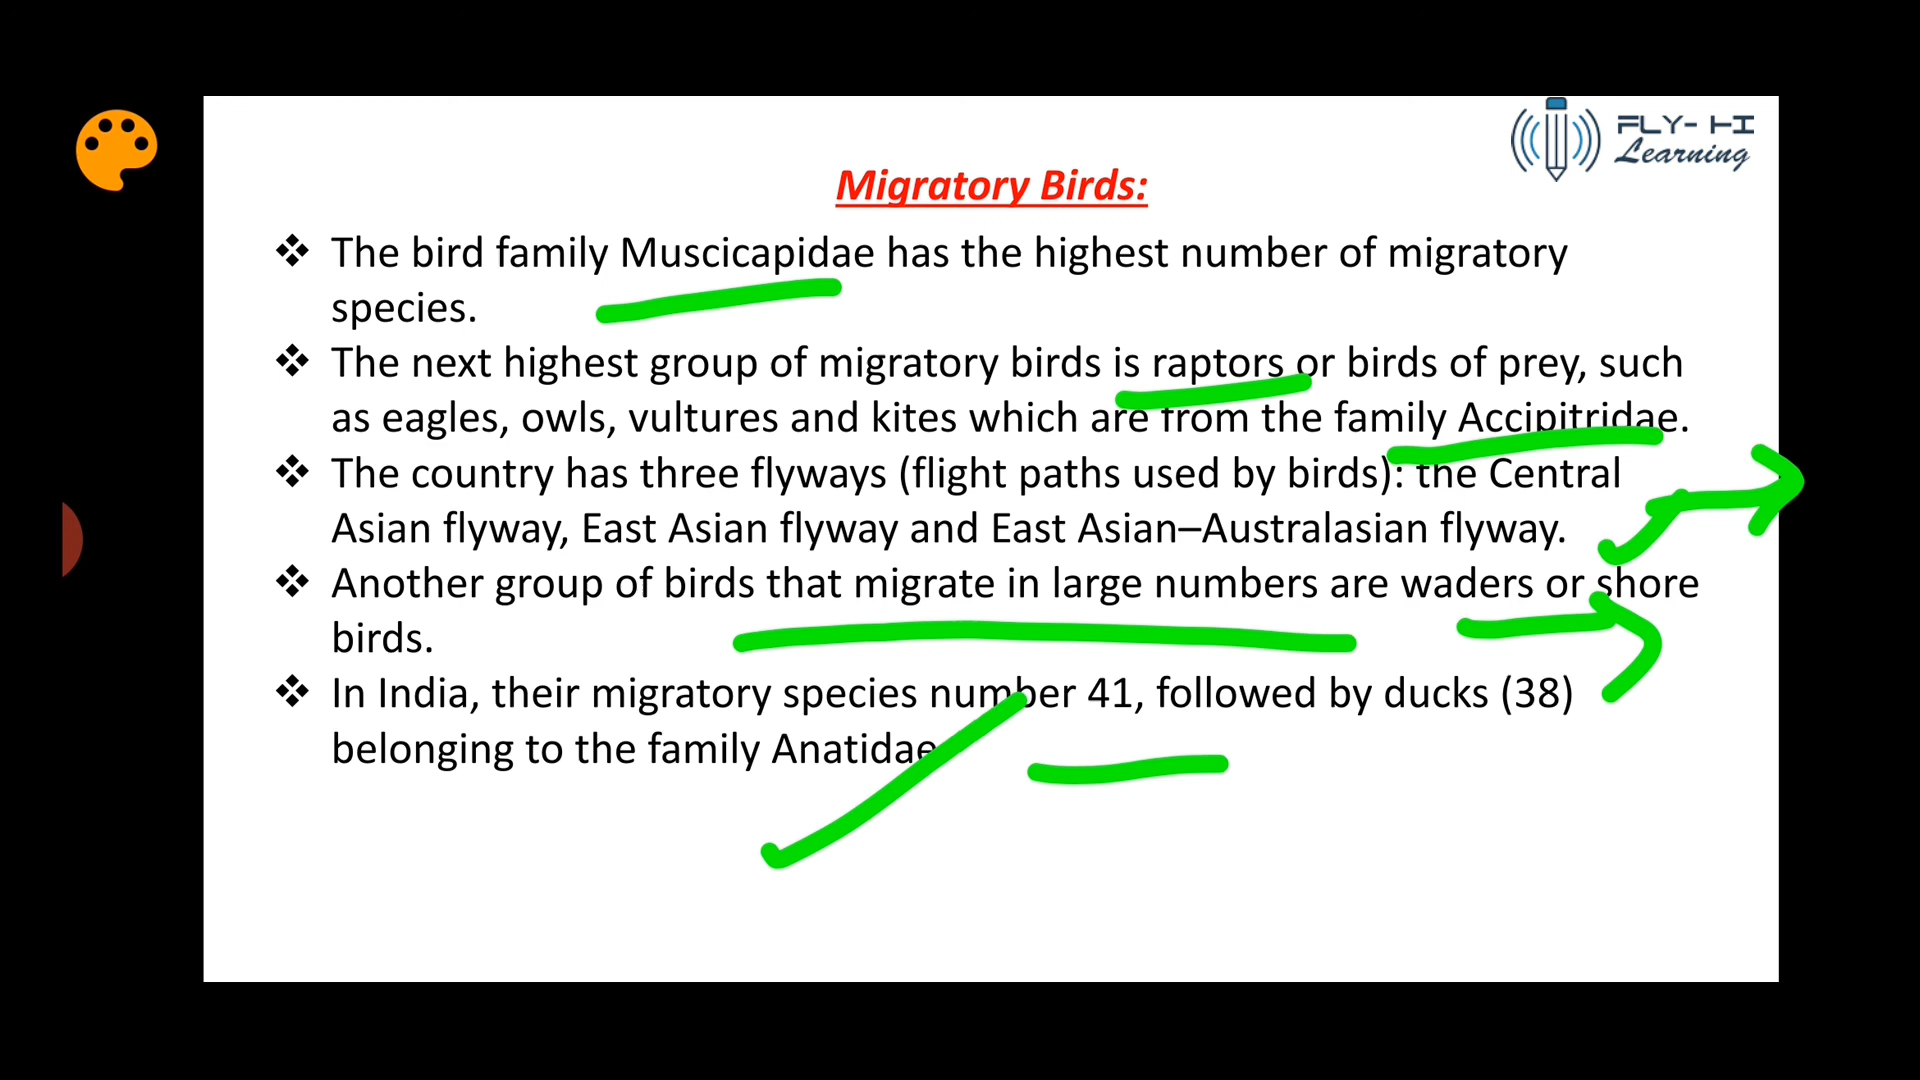 FLY-HI
Learning
Migratory Birds:
❖ The bird family Muscicapidae has the highest number of migratory
species.
❖ The next highest group of migratory birds is raptors or birds of prey, such
as eagles, owls, vultures and kites which are from the family Accipitridae.
❖ The country has three flyways (flight paths used by birds): the Central
Asian flyway, East Asian flyway and East Asian–Australasian flyway.
❖ Another group of birds that migrate in large numbers are waders or shore
birds.
❖ In India, their migratory species number 41, followed by ducks (38)
belonging to the family Anatidae